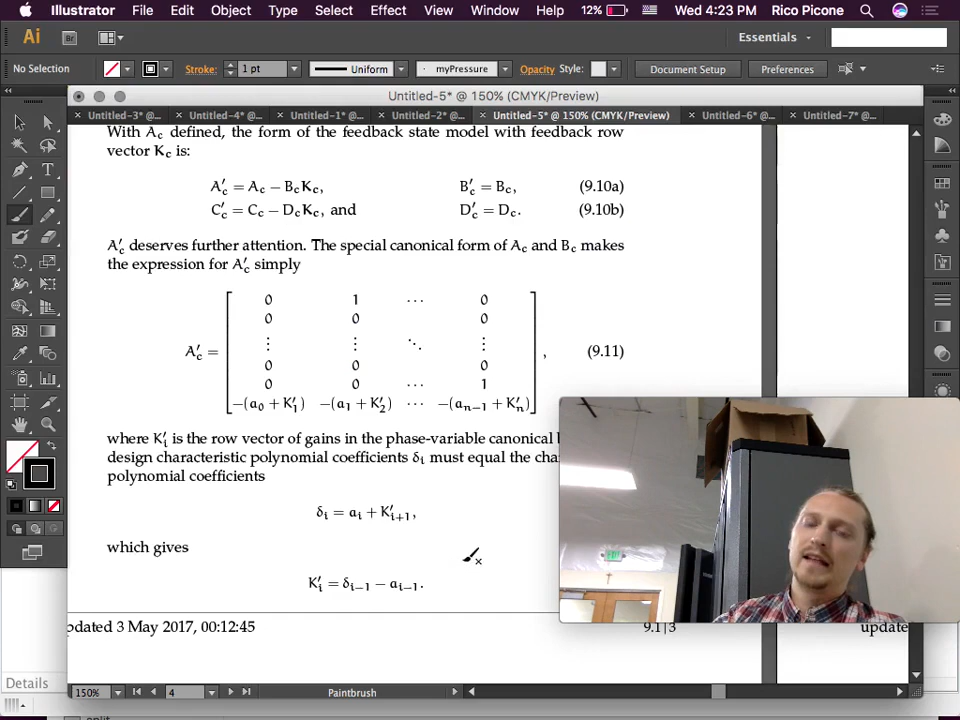 Illustrator File Edit Object Type Select Effect View Window Help 12% Wed 4:23 PM Rico Picone
Ai Br Essentials
No Selection Stroke: 1 pt Uniform myPressure Opacity Style: Document Setup Preferences
Untitled-5* @ 150% (CMYK/Preview)
Untitled-3* @... Untitled-4* @... Untitled-1* @... Untitled-2* @... Untitled-5* @ 150% (CMYK/Preview) Untitled-6* @... Untitled-7* @...
With A_c defined, the form of the feedback state model with feedback row
vector K_c is:
A′_c = A_c − B_c K_c, B′_c = B_c, (9.10a)
C′_c = C_c − D_c K_c, and D′_c = D_c. (9.10b)
A′_c deserves further attention. The special canonical form of A_c and B_c makes
the expression for A′_c simply
0 1 ⋯ 0
0 0 0
A′_c = ⋮ ⋮ ⋱ ⋮ , (9.11)
0 0 0
0 0 ⋯ 1
−(a_0 + K′_1) −(a_1 + K′_2) ⋯ −(a_{n−1} + K′_n)
where K′_i is the row vector of gains in the phase-variable canonical
design characteristic polynomial coefficients δ_i must equal the
polynomial coefficients
δ_i = a_i + K′_{i+1},
which gives
K′_i = δ_{i−1} − a_{i−1}.
pdated 3 May 2017, 00:12:45 9.1|3 update
Details
150% 4 Paintbrush